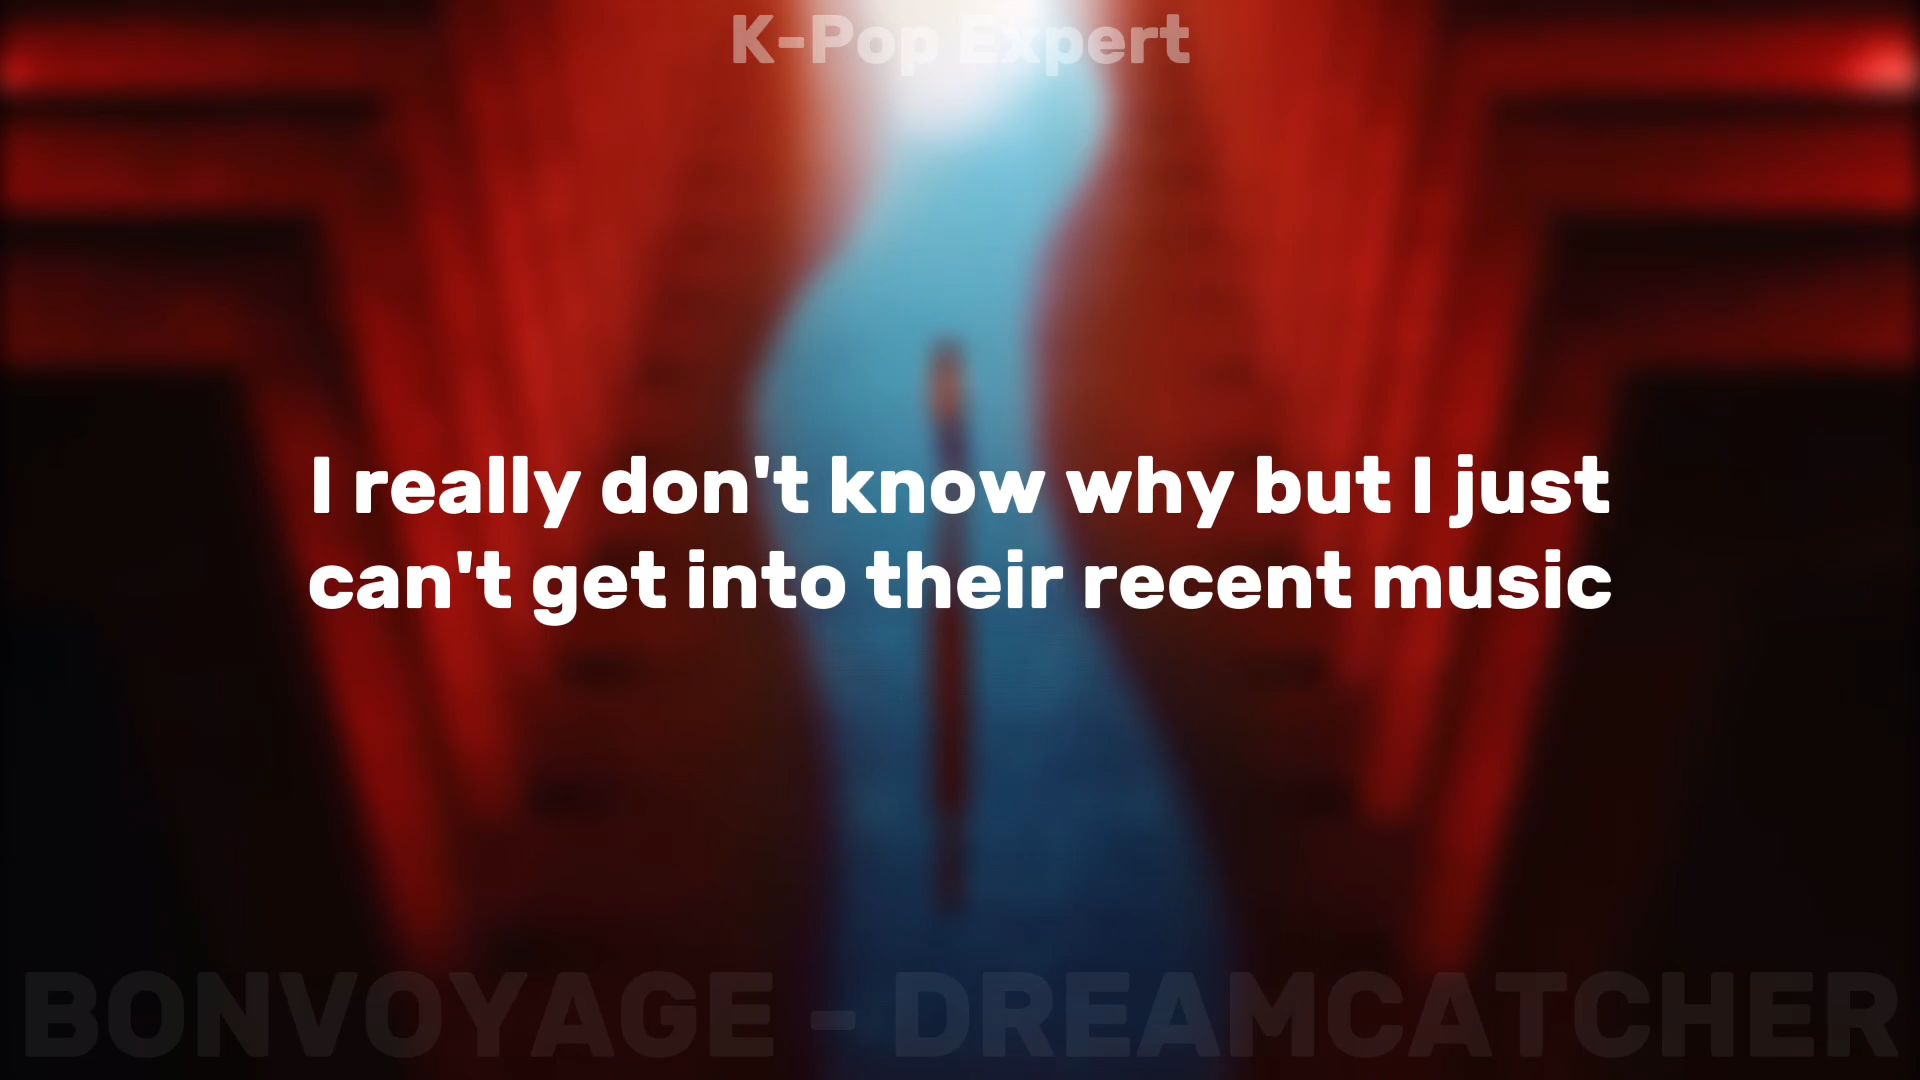 K-Pop Expert
I really don't know why but I just
can't get into their recent music
BONVOYAGE - DREAMCATCHER